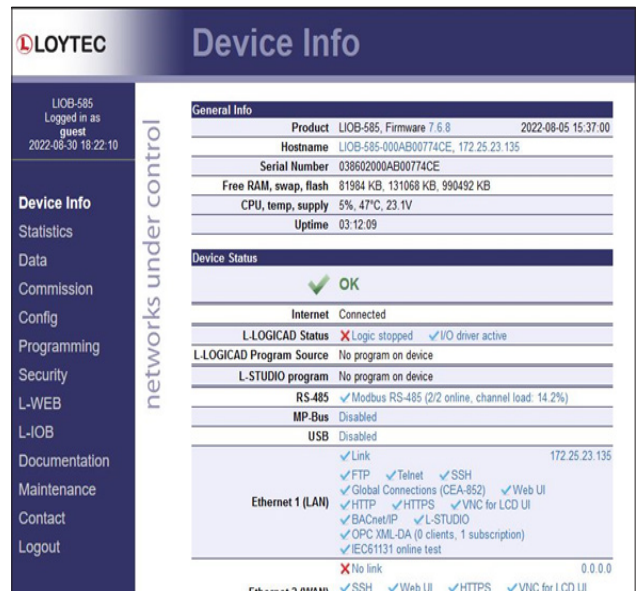 LOYTEC
Device Info
LIOB-585
Logged in as
guest
2022-08-30 18:22:10
Device Info
Statistics
Data
Commission
Config
Programming
Security
L-WEB
L-IOB
Documentation
Maintenance
Contact
Logout
networks under control
General Info
Product LIOB-585, Firmware 7.6.8 2022-08-05 15:37:00
Hostname LIOB-585-000AB00774CE, 172.25.23.135
Serial Number 038602000AB00774CE
Free RAM, swap, flash 81984 KB, 131068 KB, 990492 KB
CPU, temp, supply 5%, 47°C, 23.1V
Uptime 03:12:09
Device Status
OK
Internet Connected
L-LOGICAD Status Logic stopped I/O driver active
L-LOGICAD Program Source No program on device
L-STUDIO program No program on device
RS-485 Modbus RS-485 (2/2 online, channel load: 14.2%)
MP-Bus Disabled
USB Disabled
Ethernet 1 (LAN) Link 172.25.23.135
FTP Telnet SSH
Global Connections (CEA-852) Web UI
HTTP HTTPS VNC for LCD UI
BACnet/IP L-STUDIO
OPC XML-DA (0 clients, 1 subscription)
IEC61131 online test
No link 0.0.0.0
Ethernet 2 (WAN) SSH Web UI HTTPS VNC for LCD UI